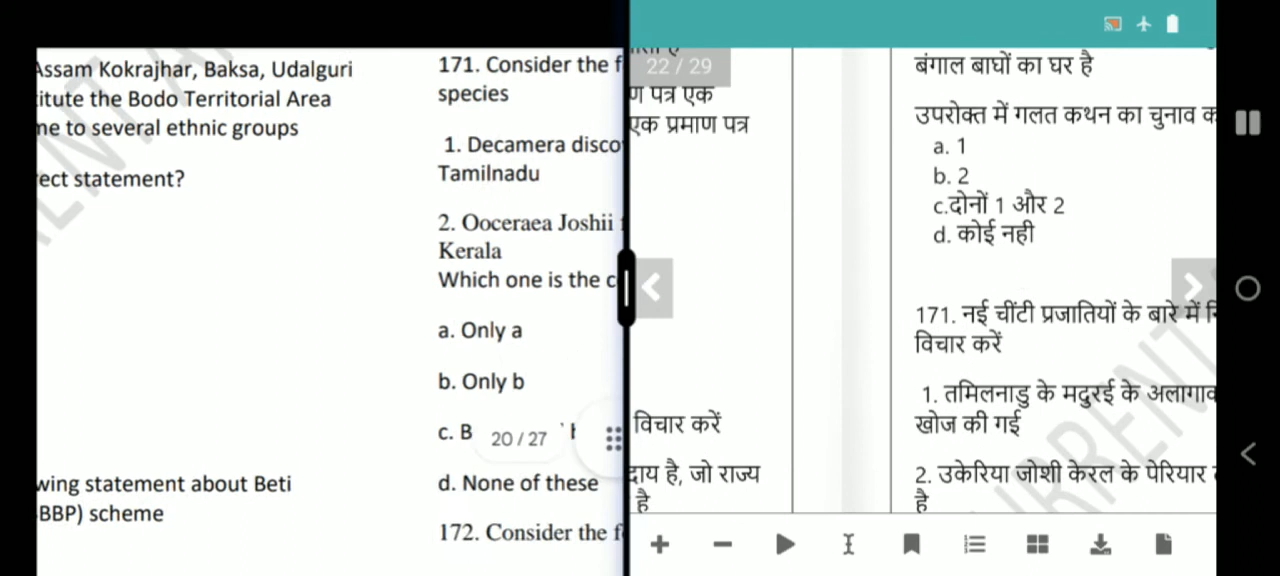 Assam Kokrajhar, Baksa, Udalguri
itute the Bodo Territorial Area
me to several ethnic groups
ect statement?
wing statement about Beti
BBP) scheme
171. Consider the f
species
1. Decamera disco
Tamilnadu
2. Ooceraea Joshii
Kerala
Which one is the c
a. Only a
b. Only b
c. B
20 / 27
d. None of these
172. Consider the f
22 / 29
ण पत्र एक
एक प्रमाण पत्र
विचार करें
दाय है, जो राज्य
है
बंगाल बाघों का घर है
उपरोक्त में गलत कथन का चुनाव क
a. 1
b. 2
c.दोनों 1 और 2
d. कोई नही
171. नई चींटी प्रजातियों के बारे में नि
विचार करें
1. तमिलनाडु के मदुरई के अलागाव
खोज की गई
2. उकेरिया जोशी केरल के पेरियार
है